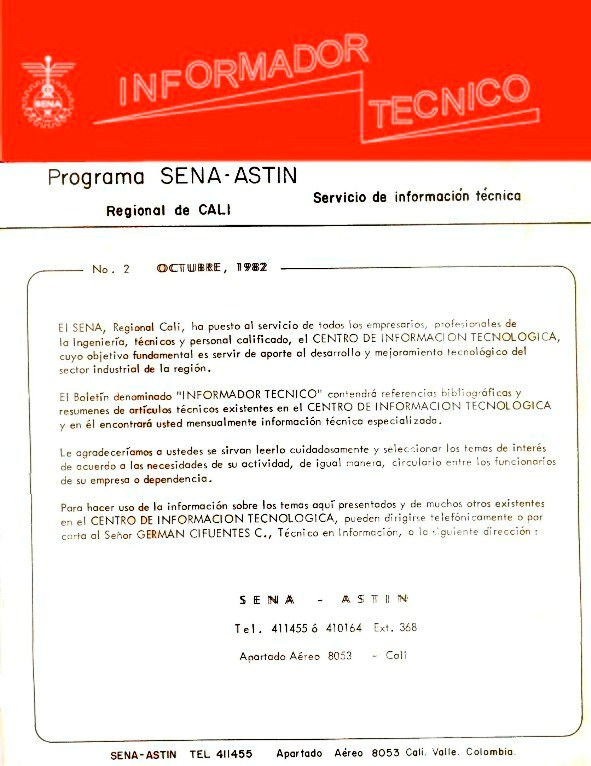 SENA
INFORMADOR
TECNICO
Programa SENA-ASTIN
Regional de CALI
Servicio de información técnica
No. 2 OCTUBRE, 1982
El SENA, Regional Cali, ha puesto al servicio de todos los empresarios, profesionales de
la Ingeniería, técnicos y personal calificado, el CENTRO DE INFORMACION TECNOLOGICA,
cuyo objetivo fundamental es servir de aporte al desarrollo y mejoramiento tecnológico del
sector industrial de la región.
El Boletín denominado "INFORMADOR TECNICO" contendrá referencias bibliográficas y
resumenes de artículos técnicos existentes en el CENTRO DE INFORMACION TECNOLOGICA
y en él encontrará usted mensualmente información técnica especializada.
Le agradeceríamos a ustedes se sirvan leerlo cuidadosamente y seleccionar los temas de interés
de acuerdo a las necesidades de su actividad, de igual manera, circularlo entre los funcionarios
de su empresa o dependencia.
Para hacer uso de la información sobre los temas aquí presentados y de muchos otros existentes
en el CENTRO DE INFORMACION TECNOLOGICA, pueden dirigirse telefónicamente o por
carta al Señor GERMAN CIFUENTES C., Técnico en Información, a la siguiente dirección :
SENA - ASTIN
Tel. 411455 ó 410164 Ext. 368
Apartado Aéreo 8053 - Cali
SENA-ASTIN TEL 411455 Apartado Aéreo 8053 Cali. Valle. Colombia.